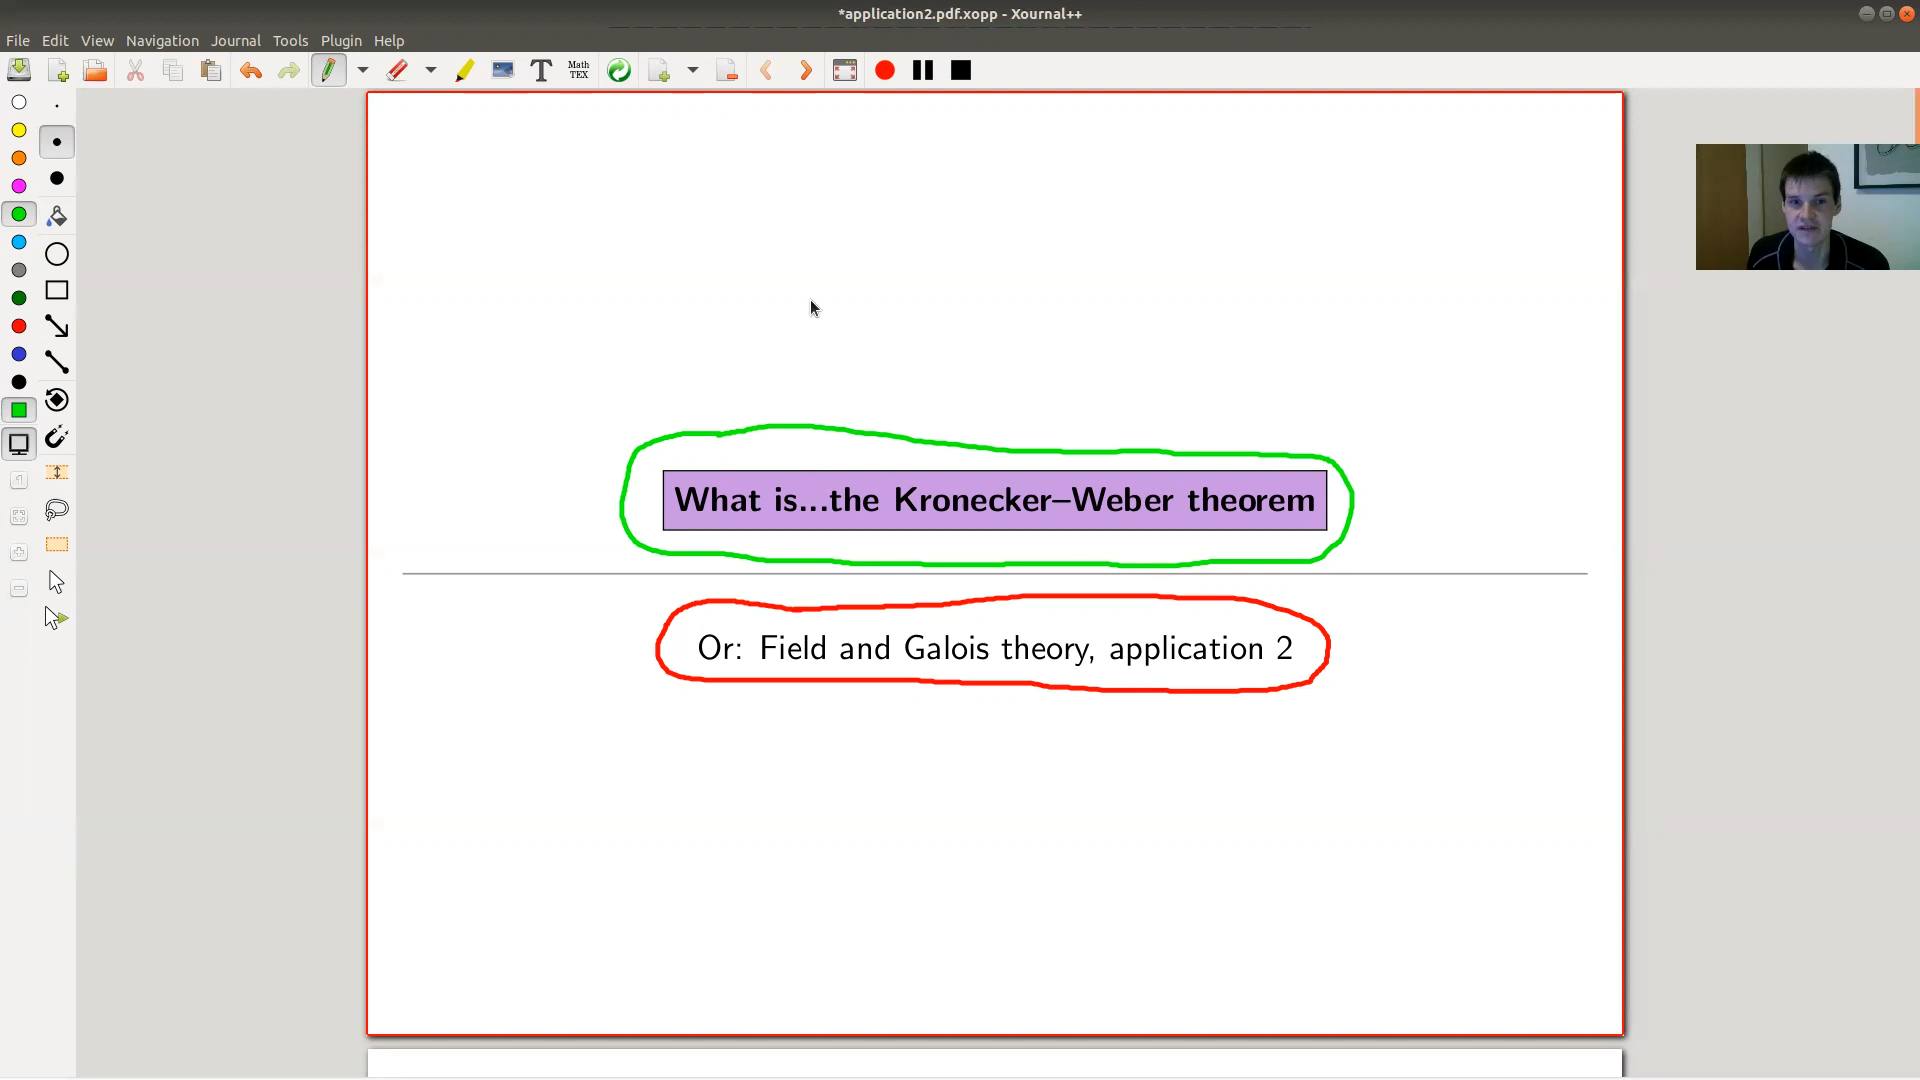 *application2.pdf.xopp - Xournal++
File Edit View Navigation Journal Tools Plugin Help
Math
TEX
What is...the Kronecker–Weber theorem
Or: Field and Galois theory, application 2